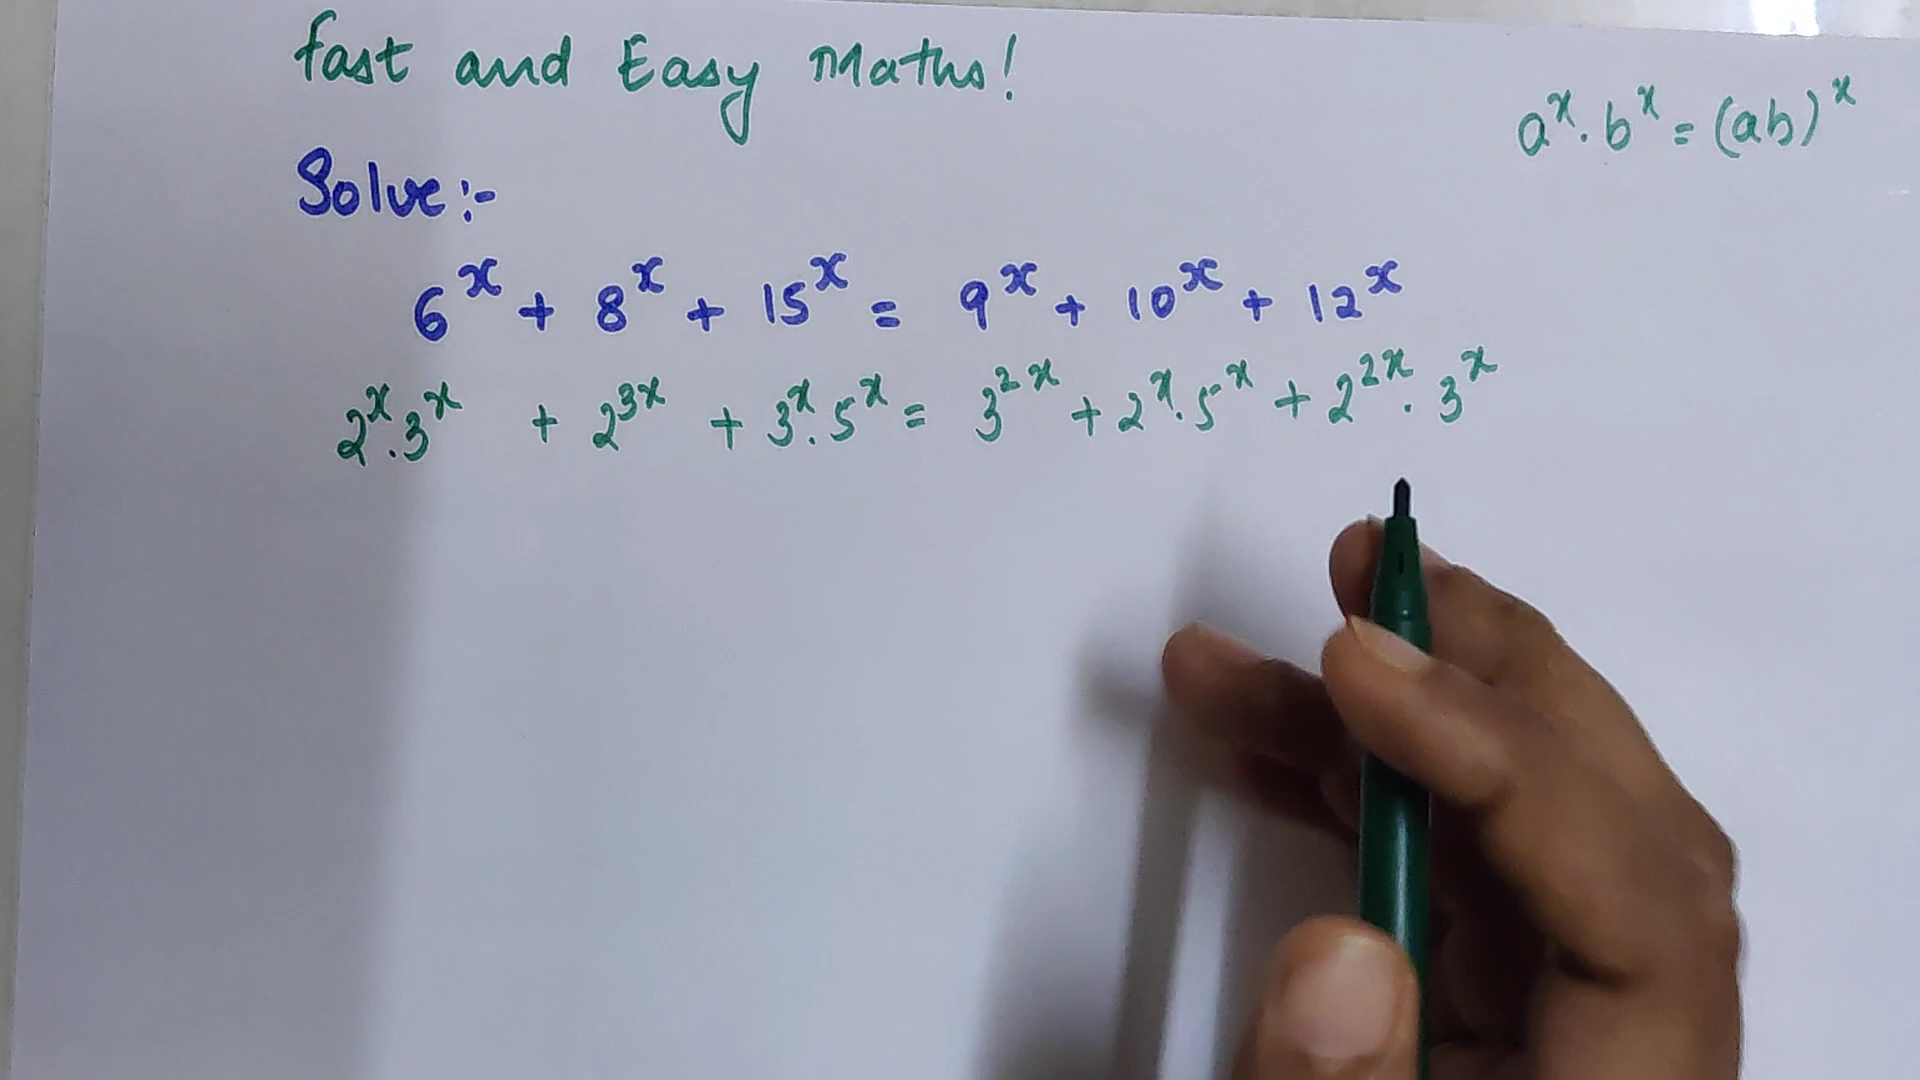 fast and Easy Maths!
a^x . b^x = (ab)^x
Solve :-
6^x + 8^x + 15^x = 9^x + 10^x + 12^x
2^x . 3^x + 2^3x + 3^x . 5^x = 3^2x + 2^x . 5^x + 2^2x . 3^x